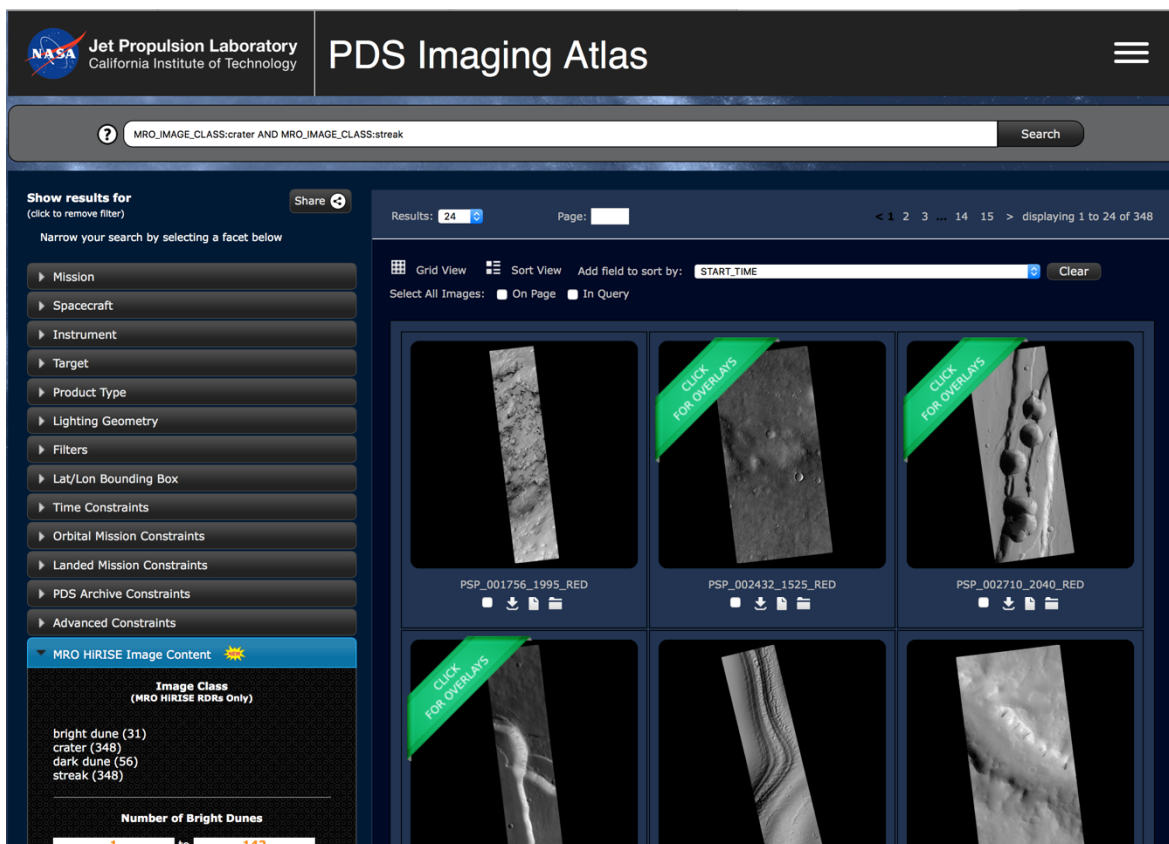 NASA
Jet Propulsion Laboratory
California Institute of Technology
PDS Imaging Atlas
?
MRO_IMAGE_CLASS:crater AND MRO_IMAGE_CLASS:streak
Search
Show results for
(click to remove filter)
Share
Narrow your search by selecting a facet below
Mission
Spacecraft
Instrument
Target
Product Type
Lighting Geometry
Filters
Lat/Lon Bounding Box
Time Constraints
Orbital Mission Constraints
Landed Mission Constraints
PDS Archive Constraints
Advanced Constraints
MRO HiRISE Image Content NEW
Image Class
(MRO HiRISE RDRs Only)
bright dune (31)
crater (348)
dark dune (56)
streak (348)
Number of Bright Dunes
1 to 143
Results: 24 Page: < 1 2 3 ... 14 15 > displaying 1 to 24 of 348
Grid View Sort View Add field to sort by: START_TIME Clear
Select All Images: On Page In Query
CLICK
FOR OVERLAYS
CLICK
FOR OVERLAYS
PSP_001756_1995_RED
PSP_002432_1525_RED
PSP_002710_2040_RED
CLICK
FOR OVERLAYS